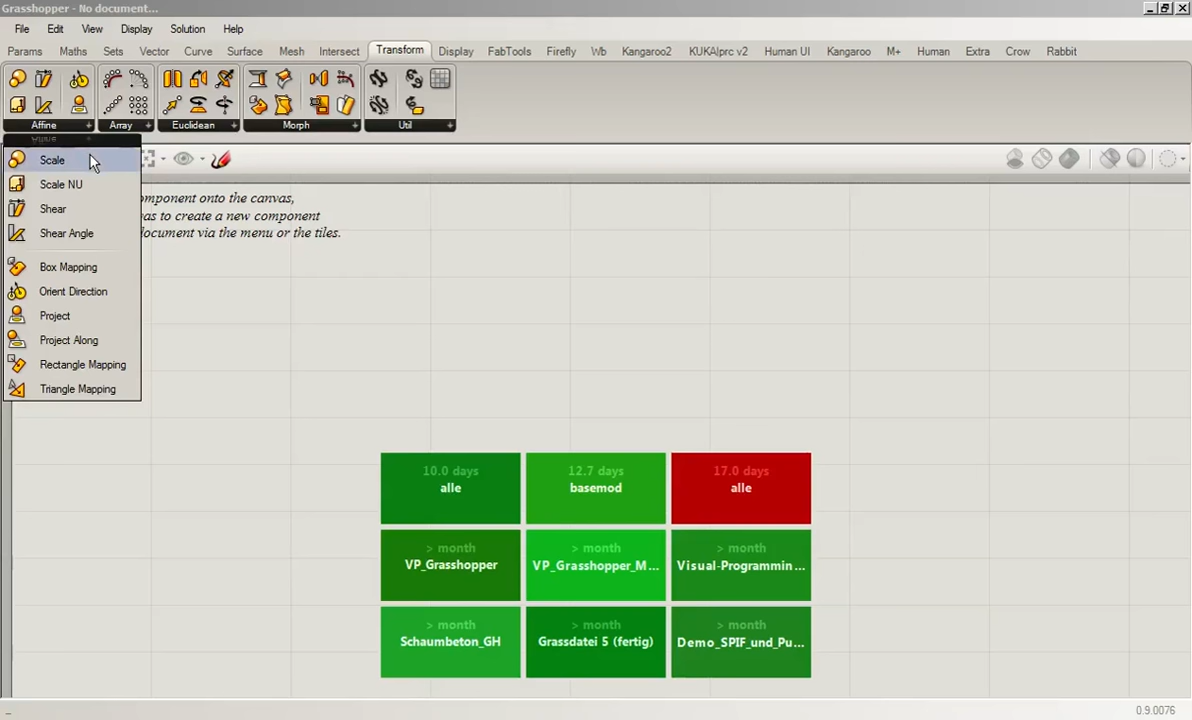 Grasshopper - No document...
File Edit View Display Solution Help
Params Maths Sets Vector Curve Surface Mesh Intersect Transform Display FabTools Firefly Wb Kangaroo2 KUKA|prc v2 Human UI Kangaroo M+ Human Extra Crow Rabbit
Affine + Array + Euclidean + Morph + Util +
Affine
Scale
Scale NU
Shear
Shear Angle
Box Mapping
Orient Direction
Project
Project Along
Rectangle Mapping
Triangle Mapping
omponent onto the canvas,
vas to create a new component
document via the menu or the tiles.
10.0 days
alle
12.7 days
basemod
17.0 days
alle
> month
VP_Grasshopper
> month
VP_Grasshopper_M...
> month
Visual-Programmin...
> month
Schaumbeton_GH
> month
Grassdatei 5 (fertig)
> month
Demo_SPIF_und_Pu...
0.9.0076